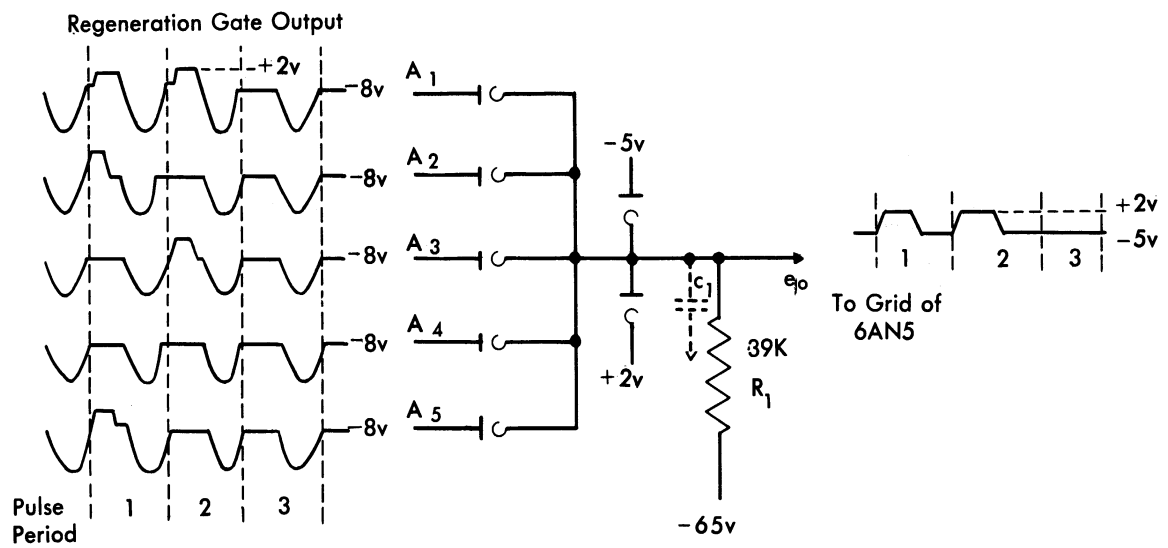 Regeneration Gate Output
+2v
-8v
A 1
-8v
A 2
-8v
A 3
-8v
A 4
-8v
A 5
-5v
+2v
c1
e10
39K
R1
-65v
+2v
-5v
1 2 3
To Grid of
6AN5
Pulse
Period
1 2 3